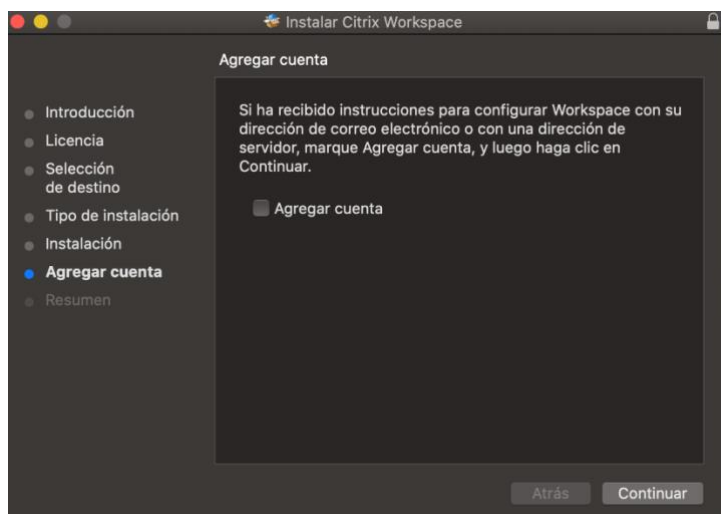 Instalar Citrix Workspace
Agregar cuenta
Introducción
Licencia
Selección
de destino
Tipo de instalación
Instalación
Agregar cuenta
Resumen
Si ha recibido instrucciones para configurar Workspace con su
dirección de correo electrónico o con una dirección de
servidor, marque Agregar cuenta, y luego haga clic en
Continuar.
Agregar cuenta
Atrás
Continuar